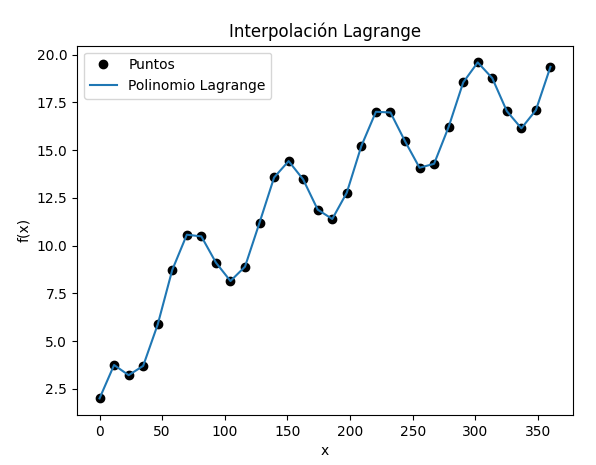 Interpolación Lagrange
Puntos
Polinomio Lagrange
20.0
17.5
15.0
12.5
10.0
7.5
5.0
2.5
f(x)
0 50 100 150 200 250 300 350
x